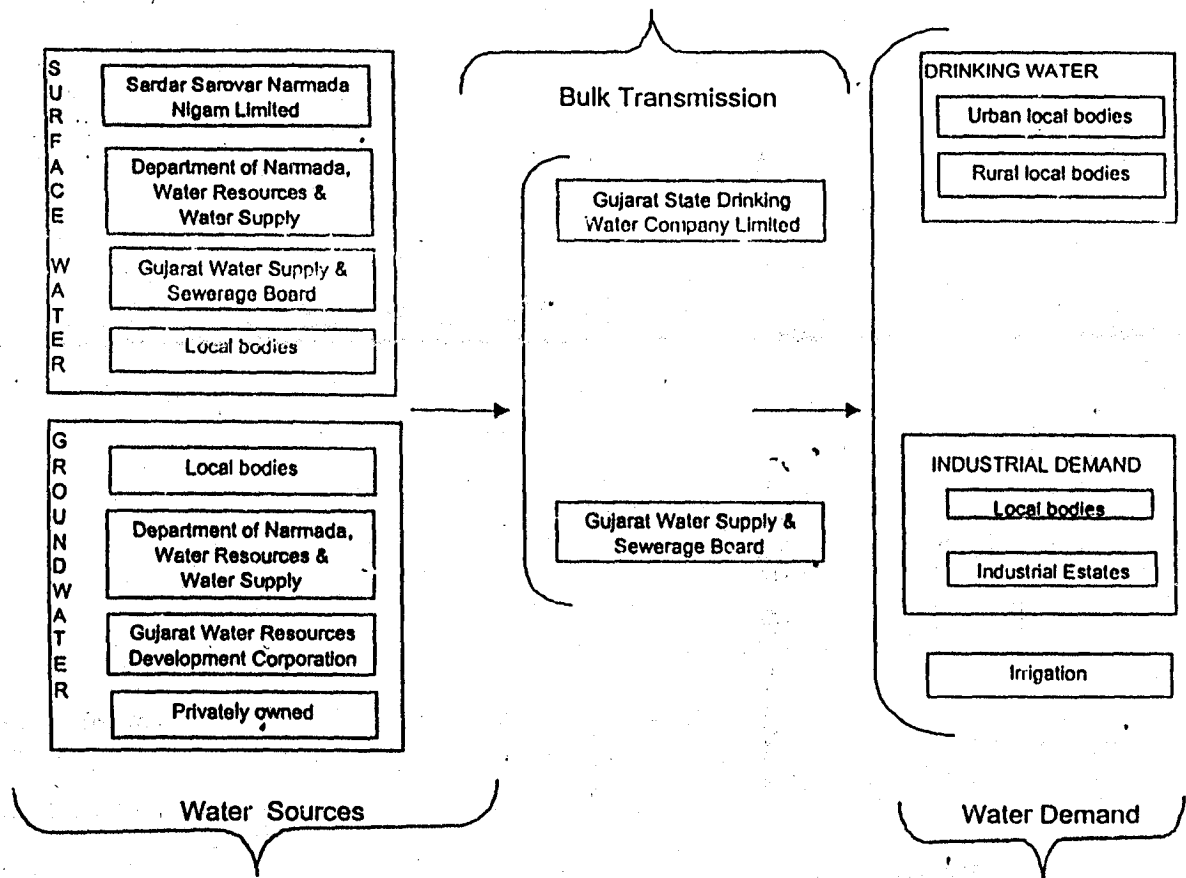 SURFACE WATER
Sardar Sarovar Narmada
Nigam Limited
Department of Narmada,
Water Resources &
Water Supply
Gujarat Water Supply &
Sewerage Board
Local bodies
GROUNDWATER
Local bodies
Department of Narmada,
Water Resources &
Water Supply
Gujarat Water Resources
Development Corporation
Privately owned
Water Sources
Bulk Transmission
Gujarat State Drinking
Water Company Limited
Gujarat Water Supply &
Sewerage Board
DRINKING WATER
Urban local bodies
Rural local bodies
INDUSTRIAL DEMAND
Local bodies
Industrial Estates
Irrigation
Water Demand